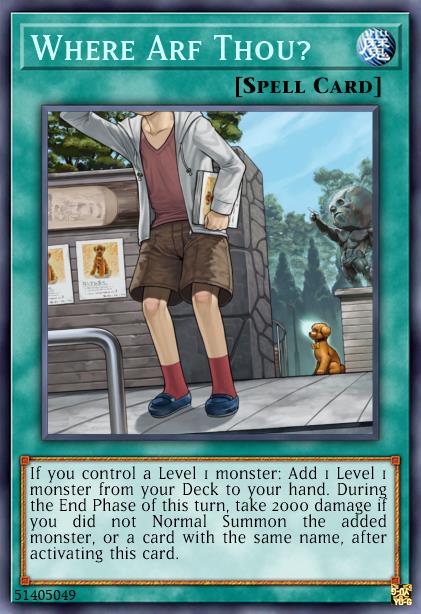 WHERE ARF THOU?
魔
[SPELL CARD]
If you control a Level 1 monster: Add 1 Level 1
monster from your Deck to your hand. During
the End Phase of this turn, take 2000 damage if
you did not Normal Summon the added
monster, or a card with the same name, after
activating this card.
51405049